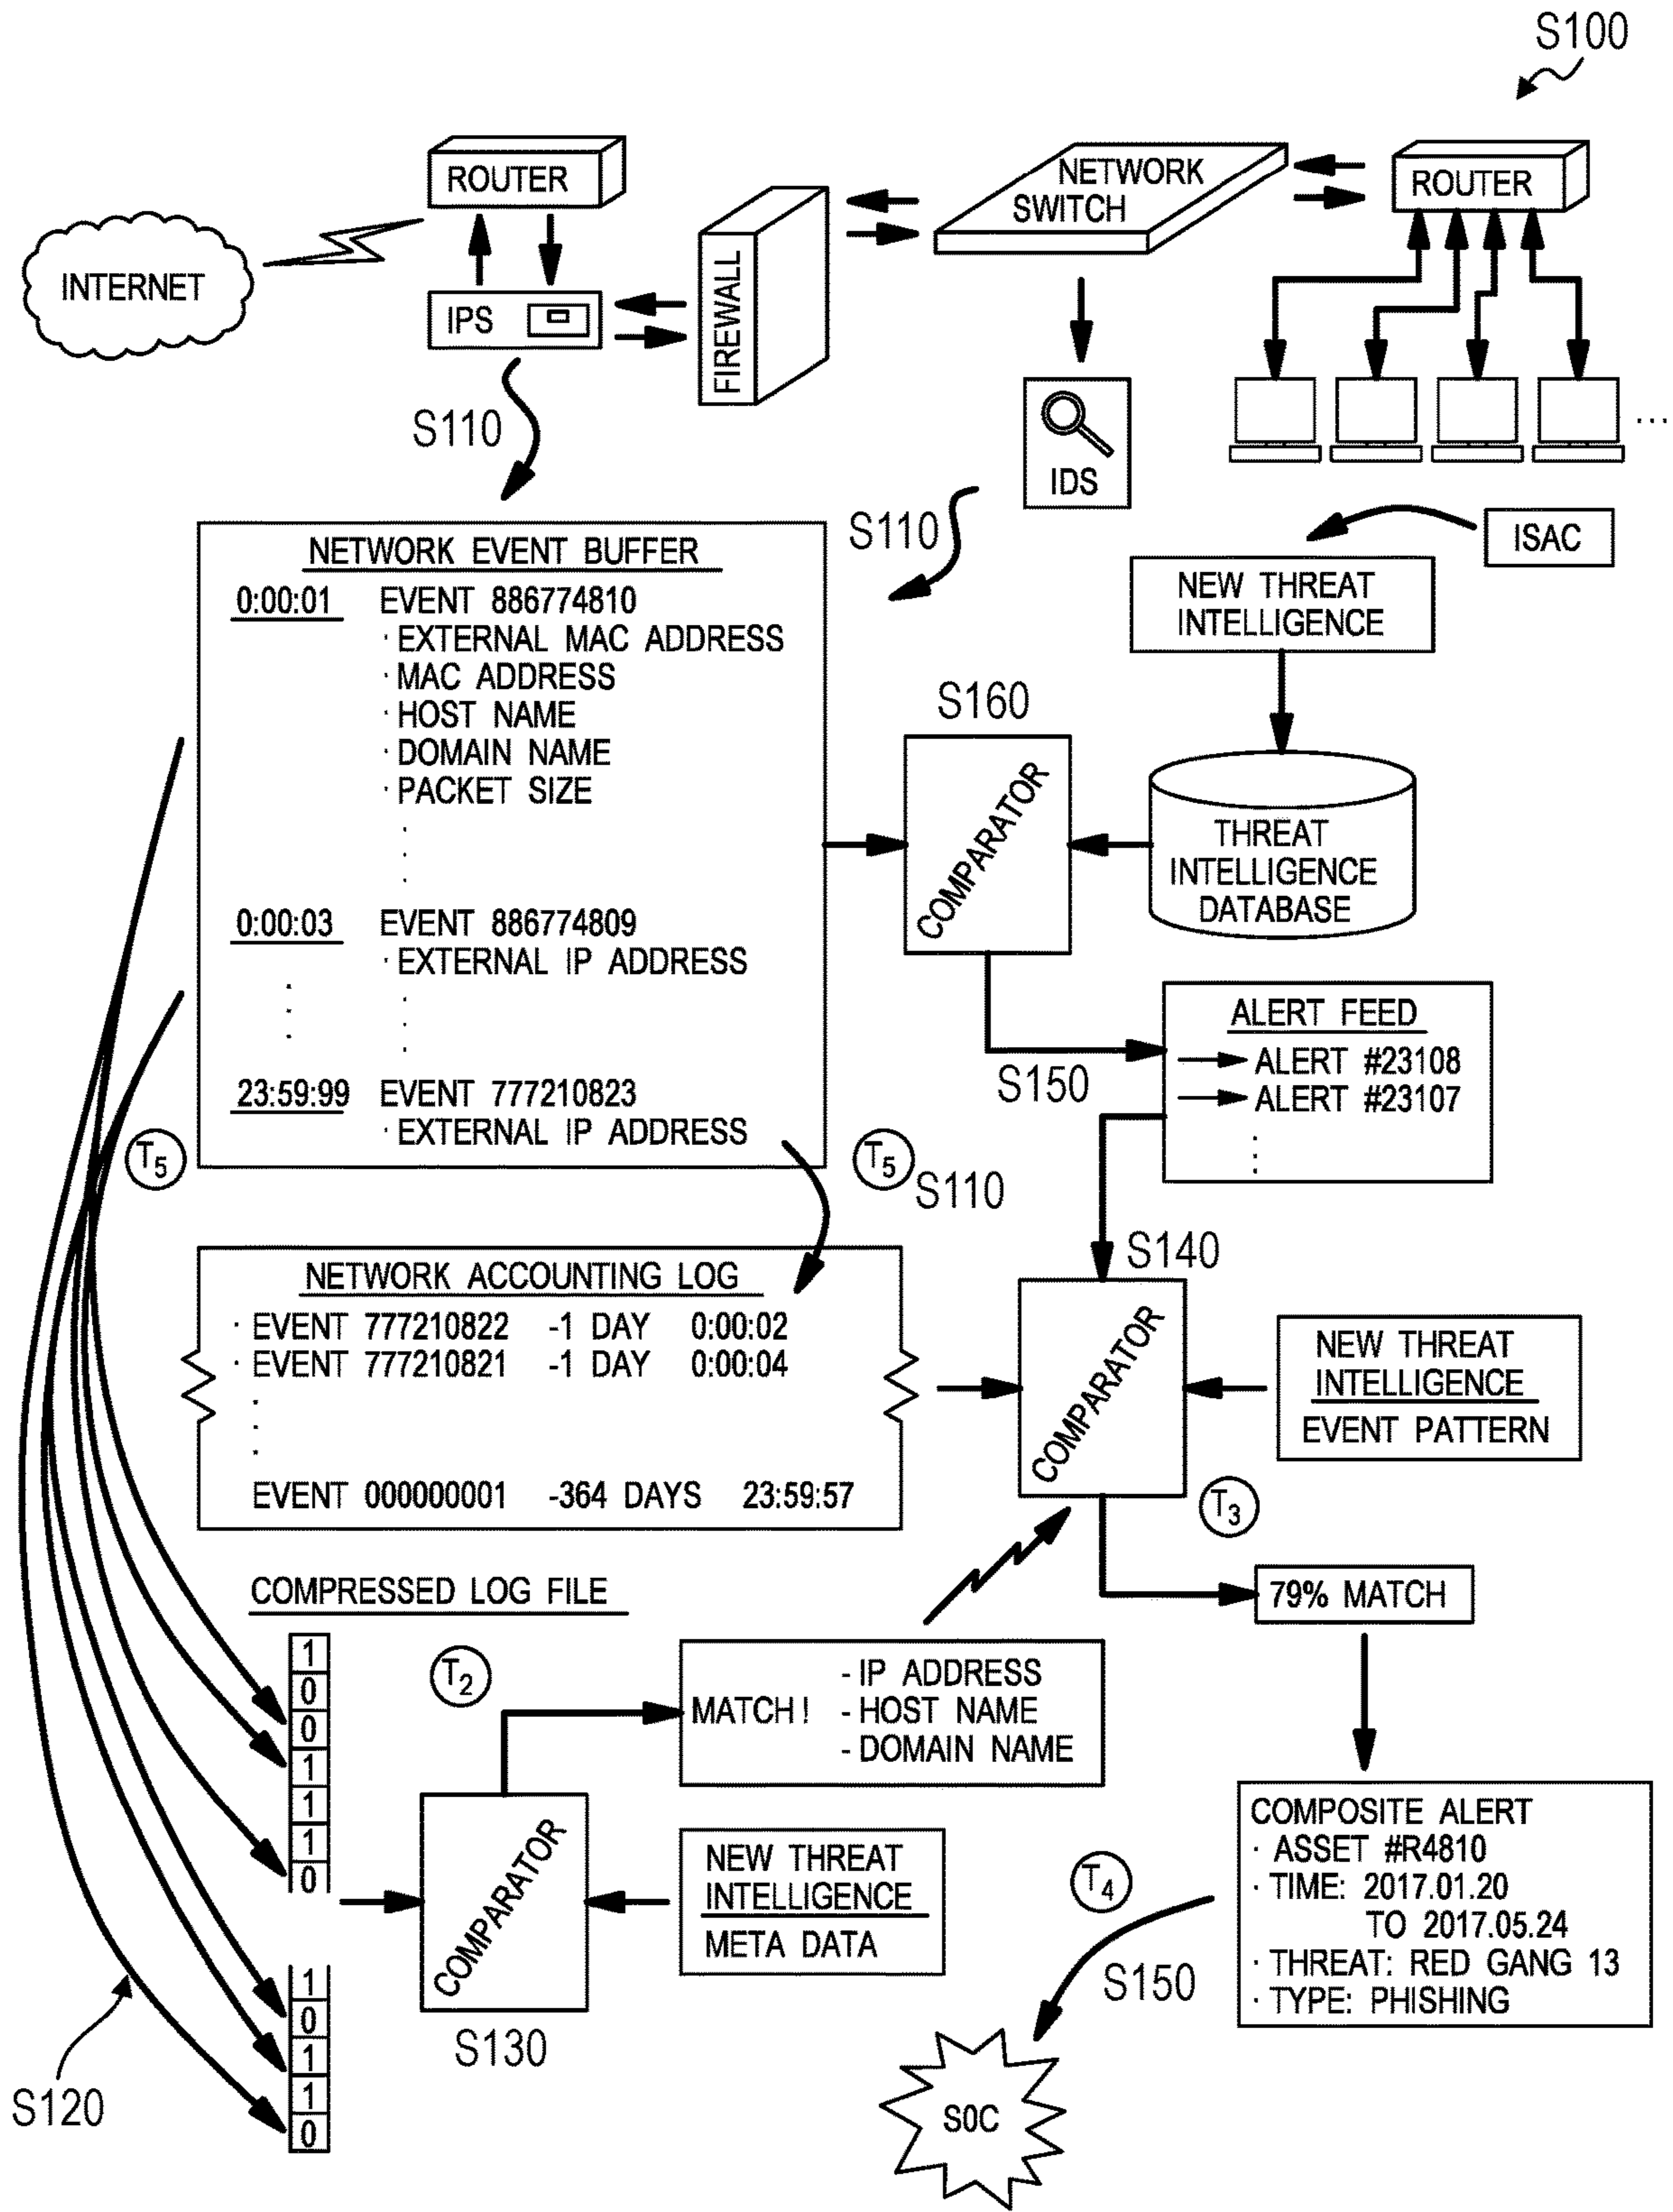 S100
ROUTER
NETWORK
SWITCH
ROUTER
INTERNET
IPS
FIREWALL
S110
IDS
...
S110
ISAC
NETWORK EVENT BUFFER
0:00:01 EVENT 886774810
· EXTERNAL MAC ADDRESS
· MAC ADDRESS
· HOST NAME
· DOMAIN NAME
· PACKET SIZE
0:00:03 EVENT 886774809
· EXTERNAL IP ADDRESS
23:59:99 EVENT 777210823
· EXTERNAL IP ADDRESS
NEW THREAT
INTELLIGENCE
S160
COMPARATOR
THREAT
INTELLIGENCE
DATABASE
ALERT FEED
ALERT #23108
ALERT #23107
S150
T5
T5
S110
S140
NETWORK ACCOUNTING LOG
· EVENT 777210822 -1 DAY 0:00:02
· EVENT 777210821 -1 DAY 0:00:04
EVENT 000000001 -364 DAYS 23:59:57
COMPARATOR
NEW THREAT
INTELLIGENCE
EVENT PATTERN
T3
79% MATCH
COMPRESSED LOG FILE
1
0
0
1
1
1
0
T2
MATCH! - IP ADDRESS
- HOST NAME
- DOMAIN NAME
COMPARATOR
NEW THREAT
INTELLIGENCE
META DATA
S130
1
0
1
1
0
S120
COMPOSITE ALERT
· ASSET #R4810
· TIME: 2017.01.20
TO 2017.05.24
· THREAT: RED GANG 13
· TYPE: PHISHING
T4
S150
SOC